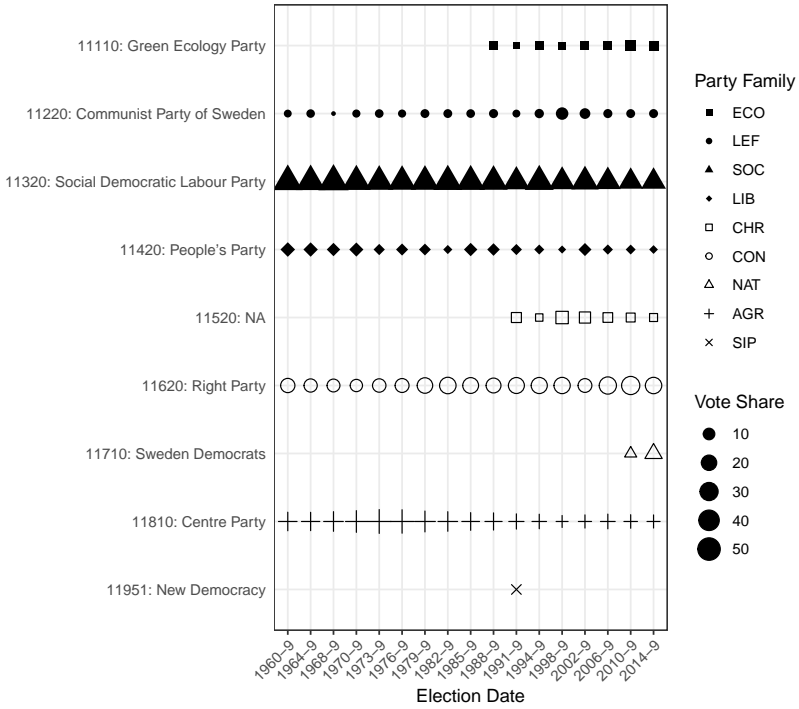 11110: Green Ecology Party
11220: Communist Party of Sweden
11320: Social Democratic Labour Party
11420: People's Party
11520: NA
11620: Right Party
11710: Sweden Democrats
11810: Centre Party
11951: New Democracy
1960–9
1964–9
1968–9
1970–9
1973–9
1976–9
1979–9
1982–9
1985–9
1988–9
1991–9
1994–9
1998–9
2002–9
2006–9
2010–9
2014–9
Election Date
Party Family
ECO
LEF
SOC
LIB
CHR
CON
NAT
AGR
SIP
Vote Share
10
20
30
40
50